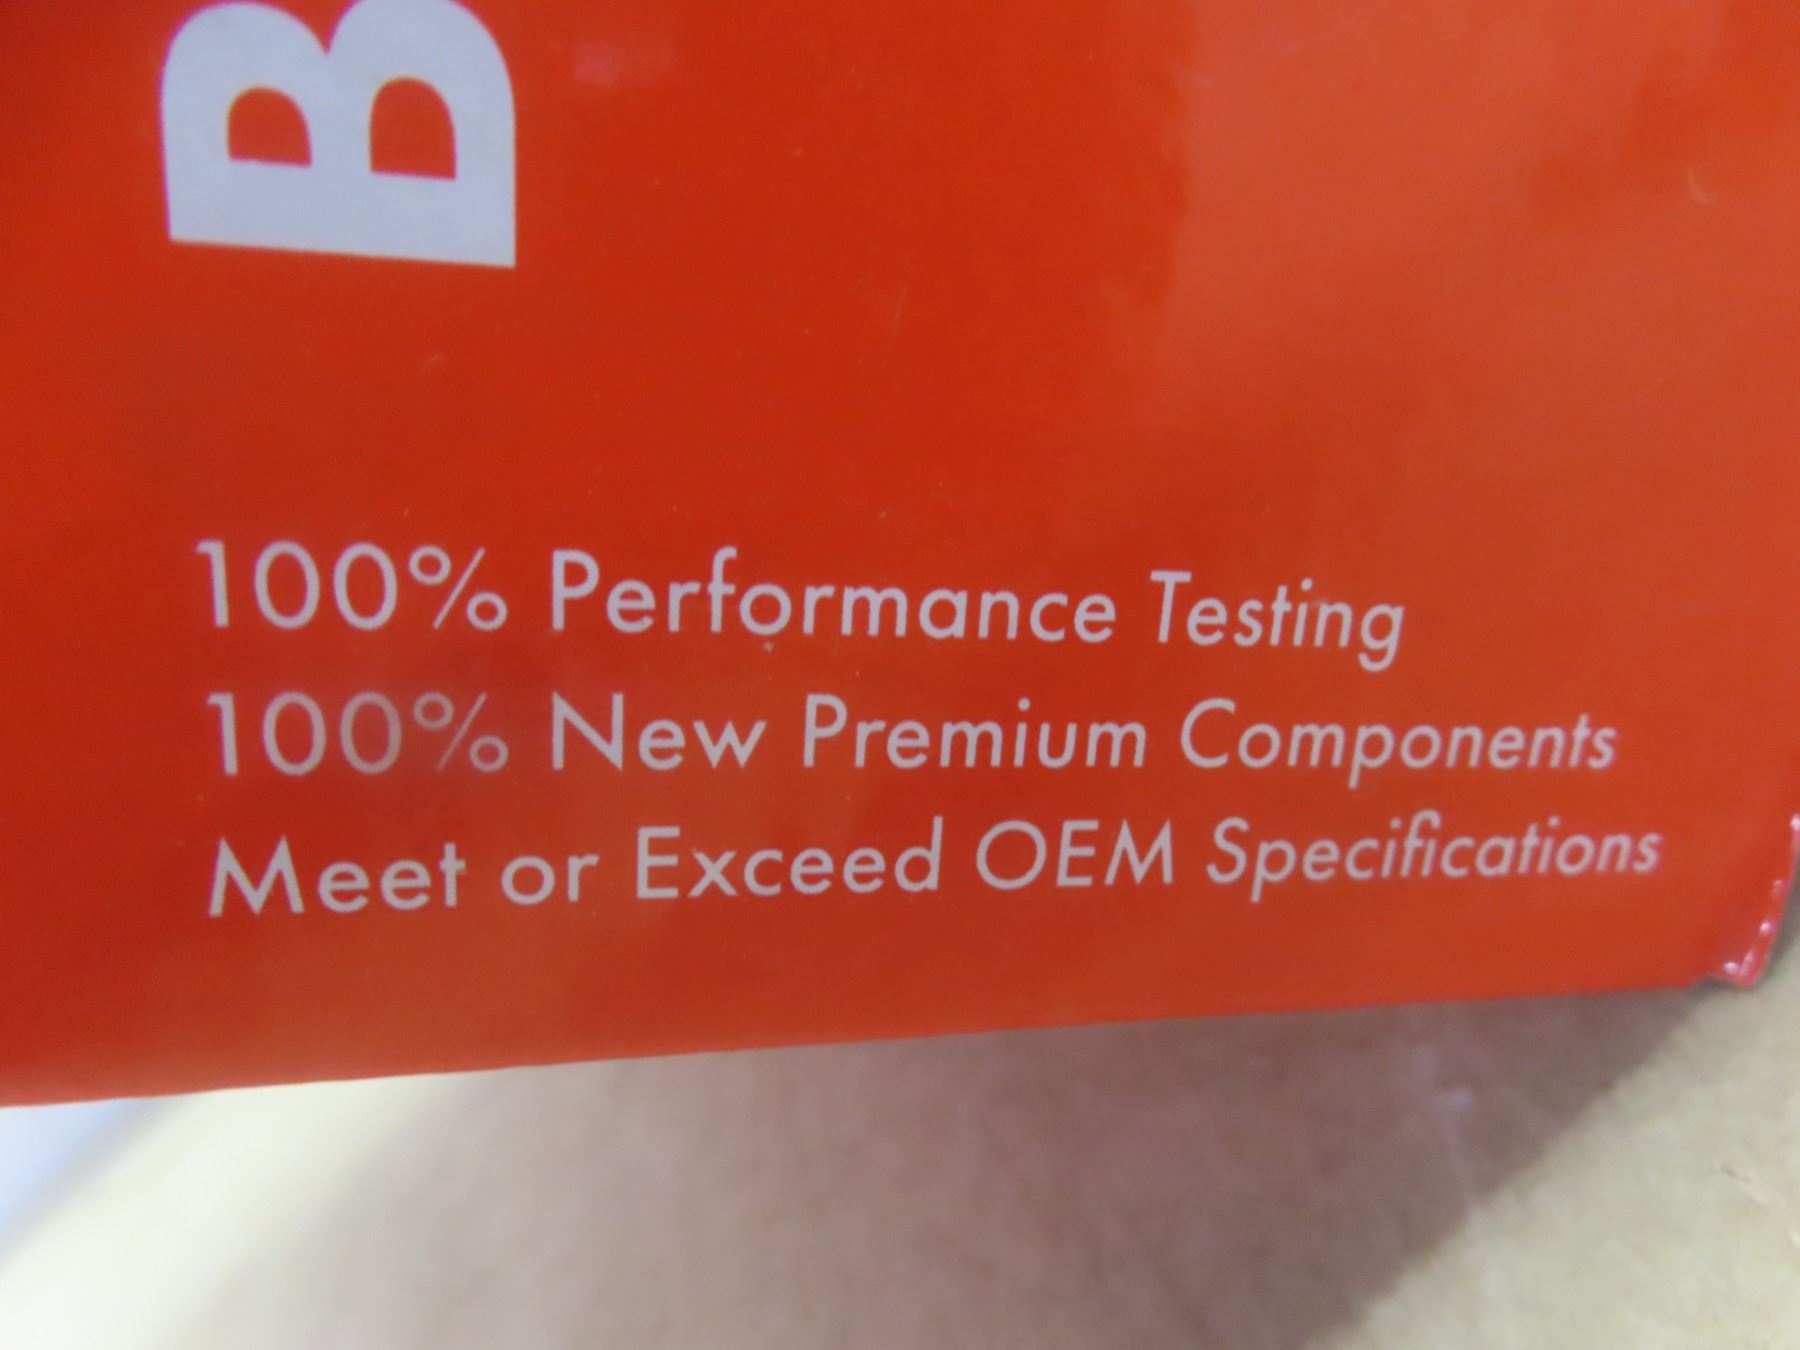 B
100% Performance Testing
100% New Premium Components
Meet or Exceed OEM Specifications